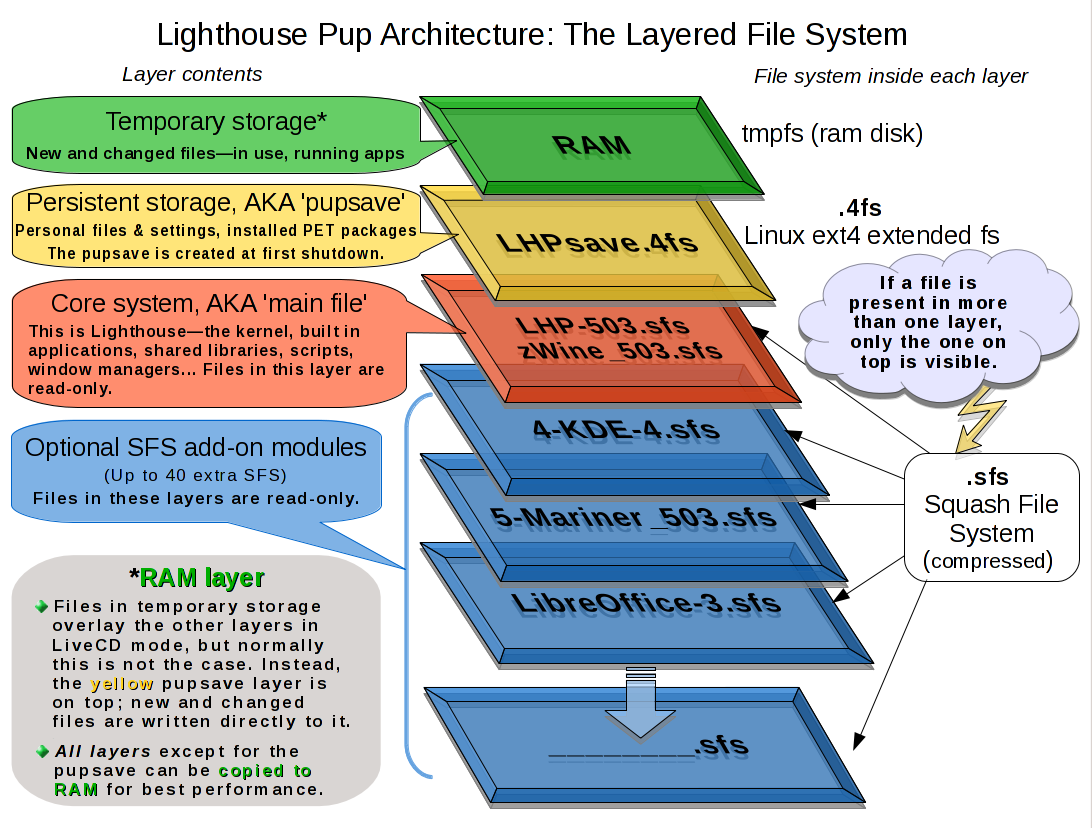 Lighthouse Pup Architecture: The Layered File System
Layer contents
File system inside each layer
Temporary storage*
New and changed files—in use, running apps
RAM
tmpfs (ram disk)
Persistent storage, AKA 'pupsave'
Personal files & settings, installed PET packages
The pupsave is created at first shutdown.
LHPsave.4fs
.4fs
Linux ext4 extended fs
If a file is
present in more
than one layer,
only the one on
top is visible.
Core system, AKA 'main file'
This is Lighthouse—the kernel, built in
applications, shared libraries, scripts,
window managers... Files in this layer are
read-only.
LHP-503.sfs
zWine_503.sfs
Optional SFS add-on modules
(Up to 40 extra SFS)
Files in these layers are read-only.
4-KDE-4.sfs
5-Mariner_503.sfs
LibreOffice-3.sfs
_________.sfs
.sfs
Squash File
System
(compressed)
*RAM layer
Files in temporary storage
overlay the other layers in
LiveCD mode, but normally
this is not the case. Instead,
the yellow pupsave layer is
on top; new and changed
files are written directly to it.
All layers except for the
pupsave can be copied to
RAM for best performance.